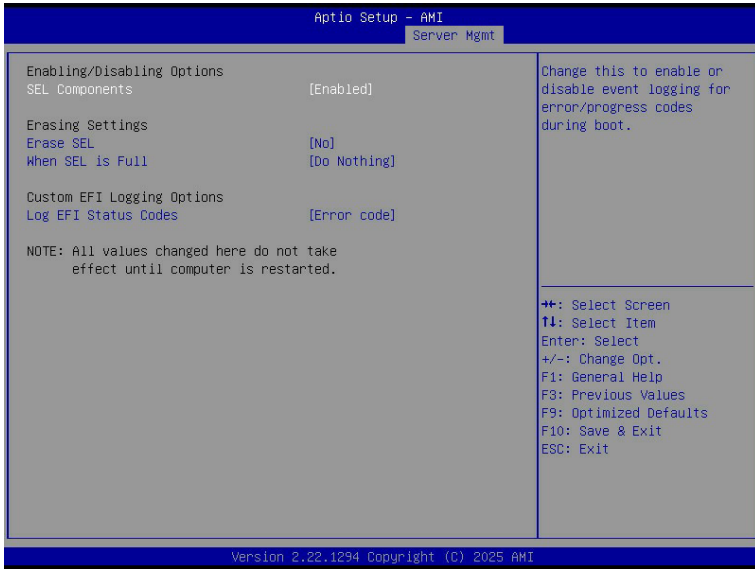 Aptio Setup – AMI
Server Mgmt
Enabling/Disabling Options
SEL Components [Enabled]
Erasing Settings
Erase SEL [No]
When SEL is Full [Do Nothing]
Custom EFI Logging Options
Log EFI Status Codes [Error code]
NOTE: All values changed here do not take
effect until computer is restarted.
Change this to enable or
disable event logging for
error/progress codes
during boot.
→←: Select Screen
↑↓: Select Item
Enter: Select
+/-: Change Opt.
F1: General Help
F3: Previous Values
F9: Optimized Defaults
F10: Save & Exit
ESC: Exit
Version 2.22.1294 Copyright (C) 2025 AMI